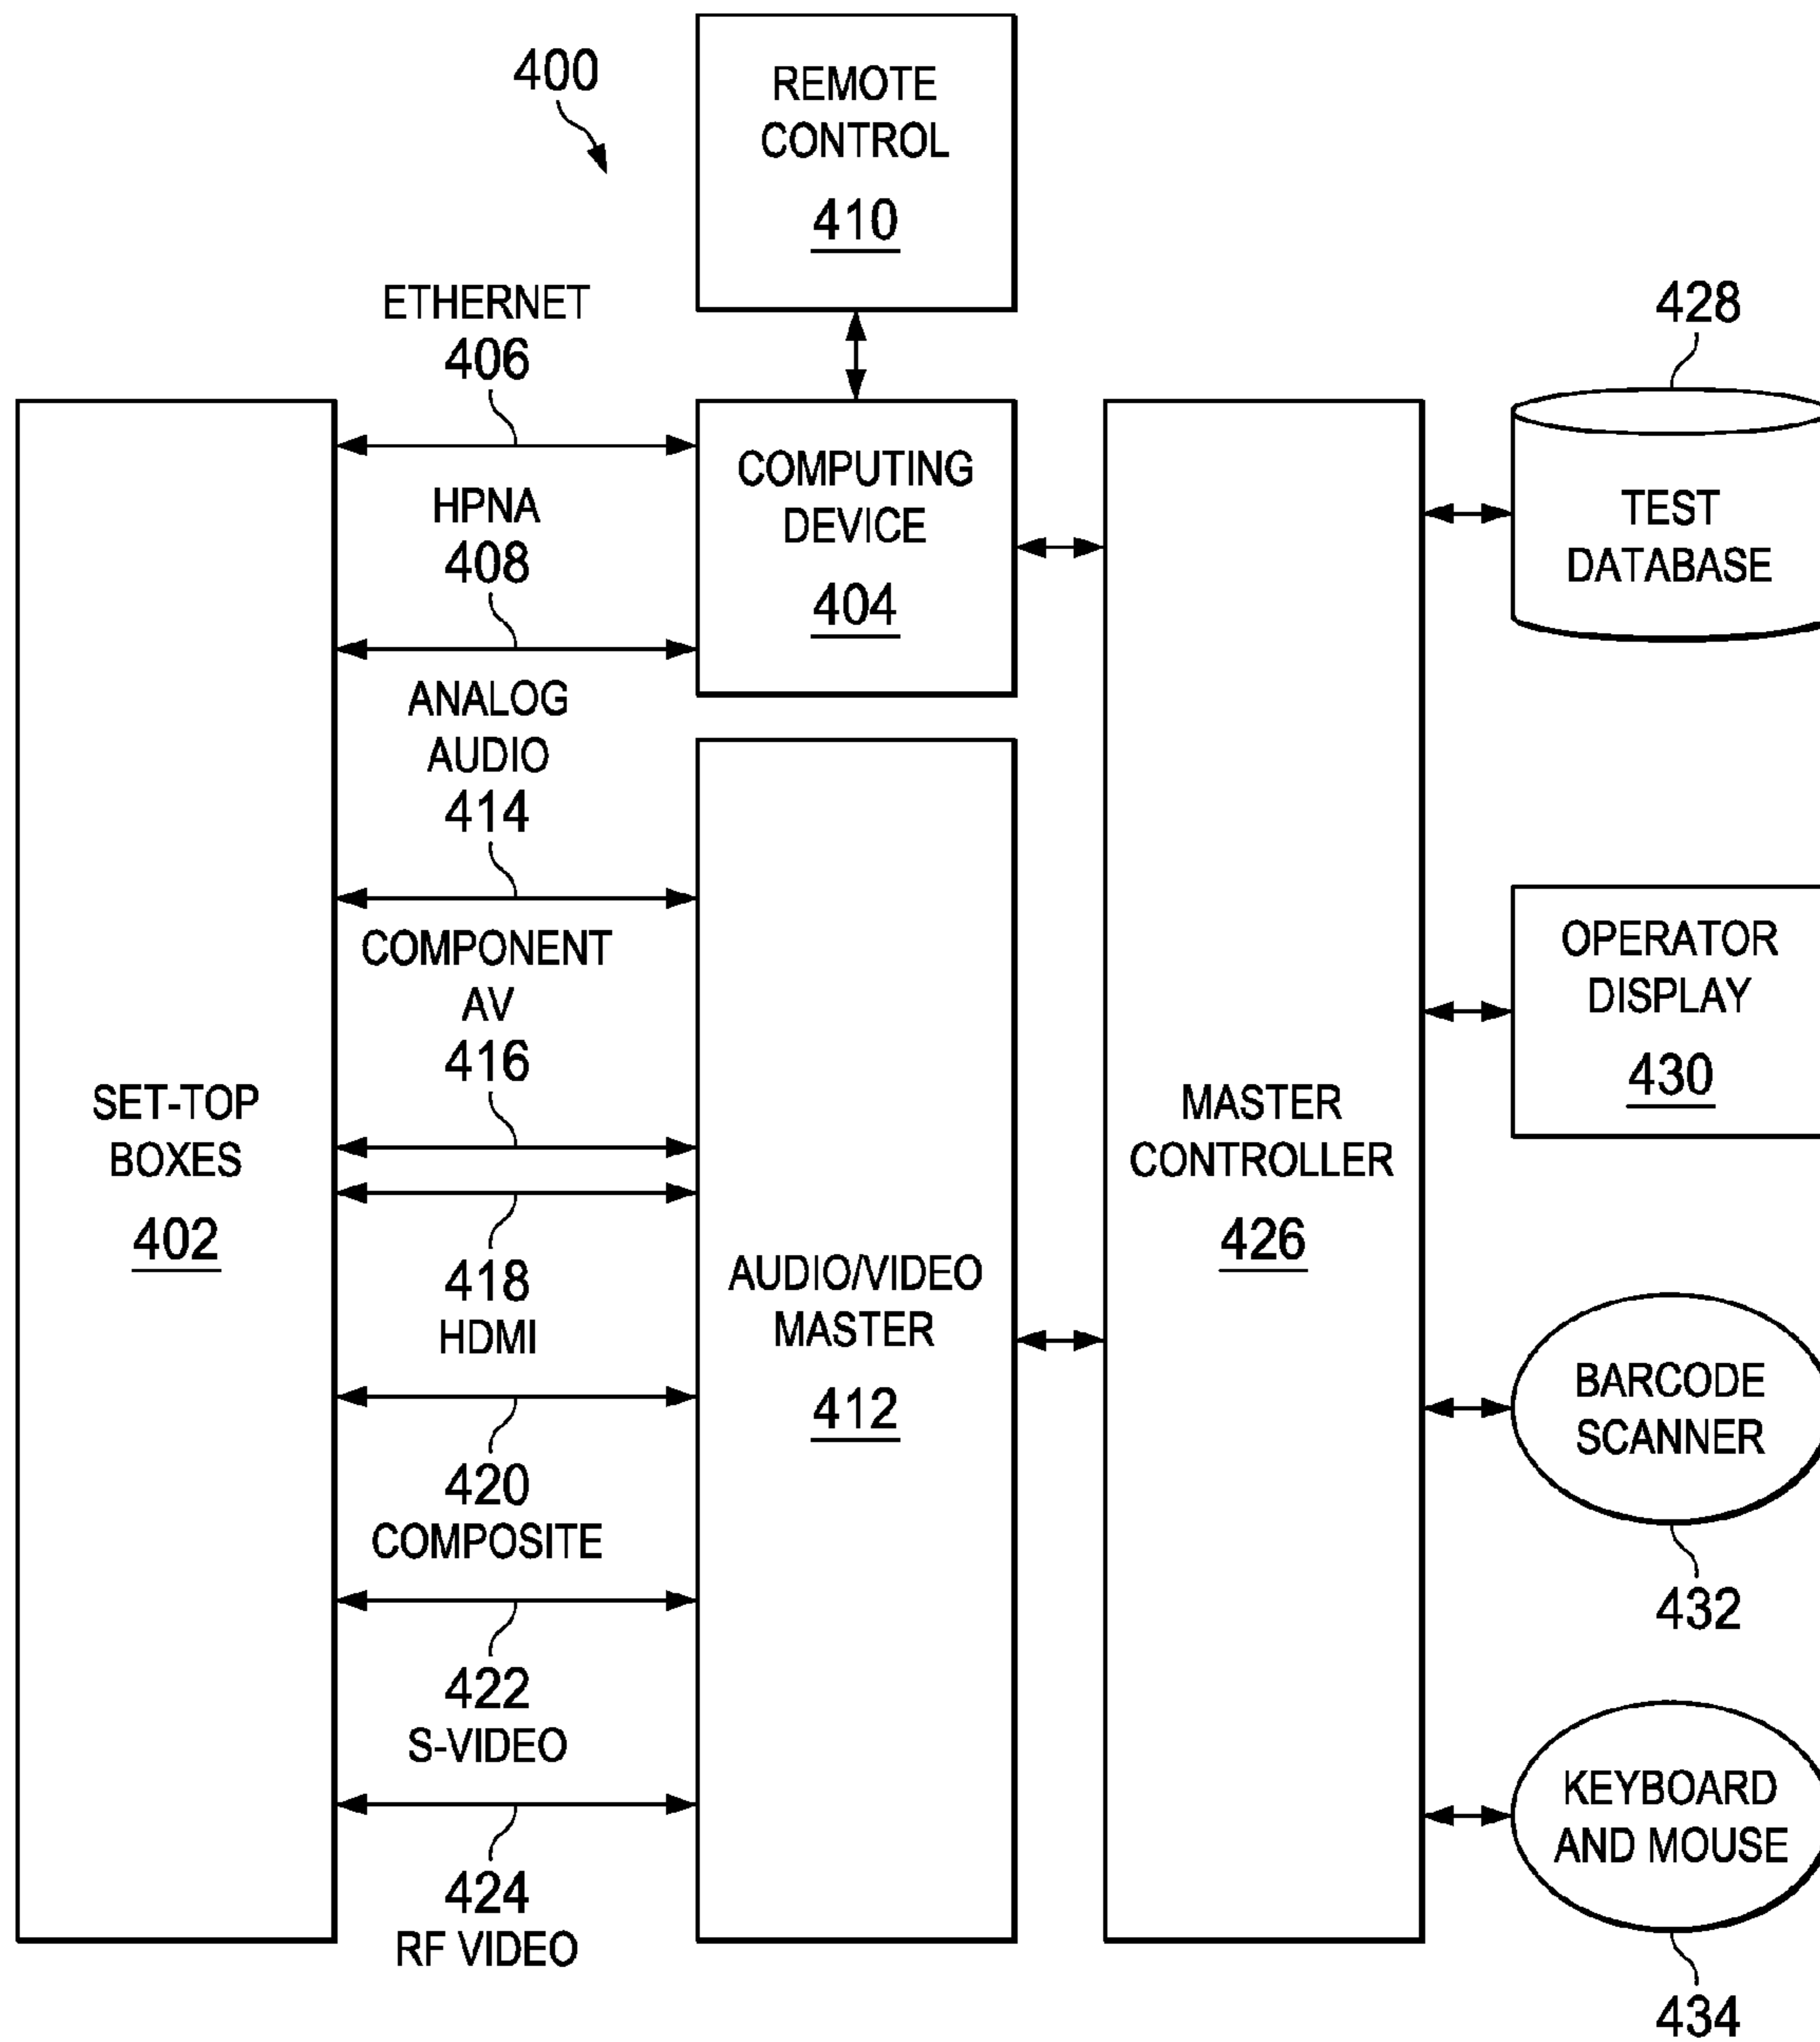 400
REMOTE
CONTROL
410
ETHERNET
406
HPNA
408
ANALOG
AUDIO
414
COMPONENT
AV
416
418
HDMI
420
COMPOSITE
422
S-VIDEO
424
RF VIDEO
SET-TOP
BOXES
402
COMPUTING
DEVICE
404
AUDIO/VIDEO
MASTER
412
MASTER
CONTROLLER
426
428
TEST
DATABASE
OPERATOR
DISPLAY
430
BARCODE
SCANNER
432
KEYBOARD
AND MOUSE
434